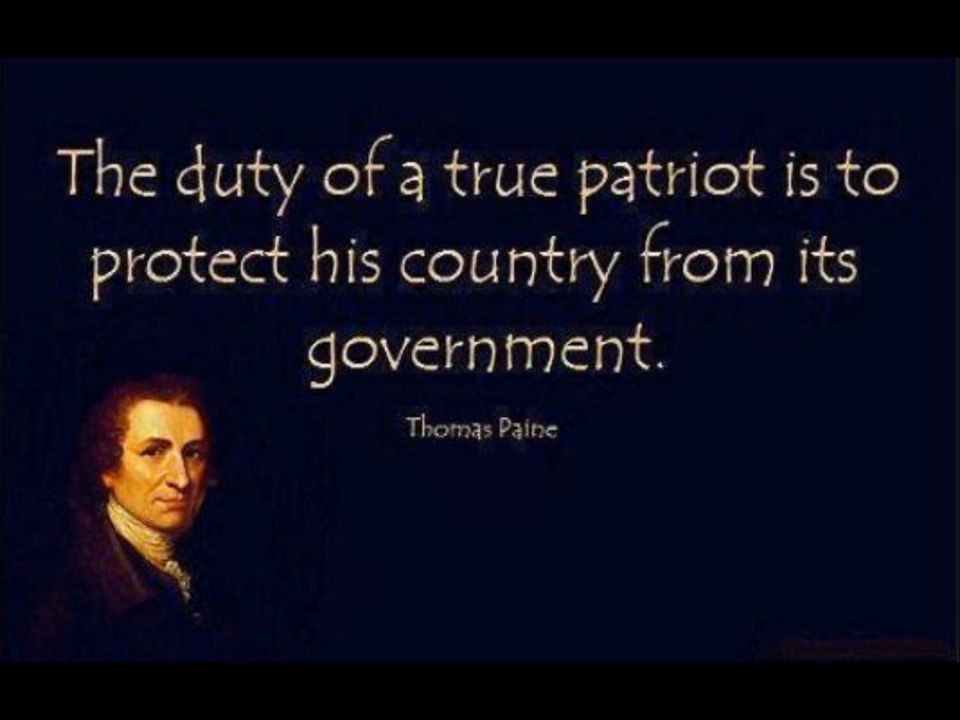 The duty of a true patriot is to
protect his country from its
government.
Thomas Paine